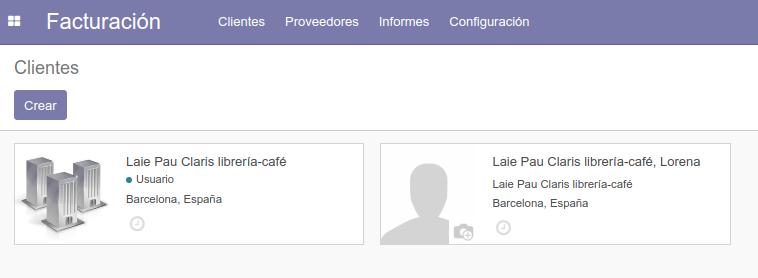 Facturación
Clientes
Proveedores
Informes
Configuración
Clientes
Crear
Laie Pau Claris librería-café
Usuario
Barcelona, España
Laie Pau Claris librería-café, Lorena
Laie Pau Claris librería-café
Barcelona, España